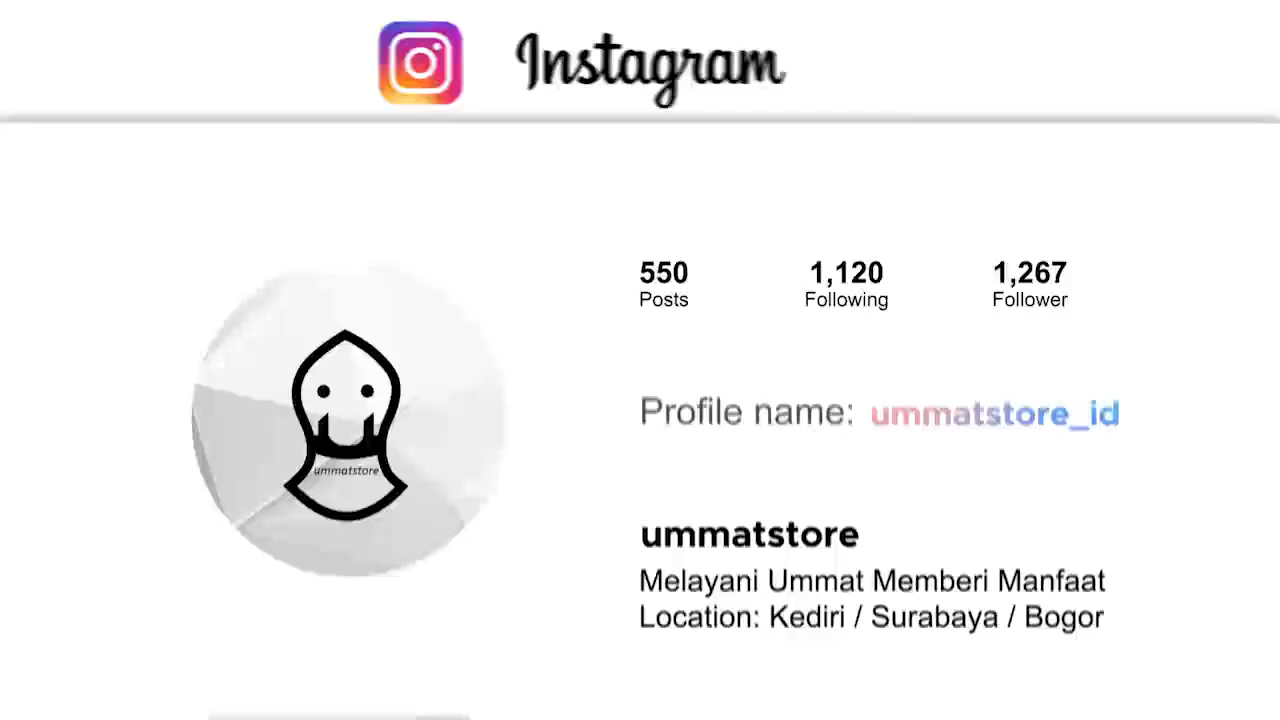 Instagram
550 1,120 1,267
Posts Following Follower
Profile name: ummatstore_id
ummatstore
ummatstore
Melayani Ummat Memberi Manfaat
Location: Kediri / Surabaya / Bogor